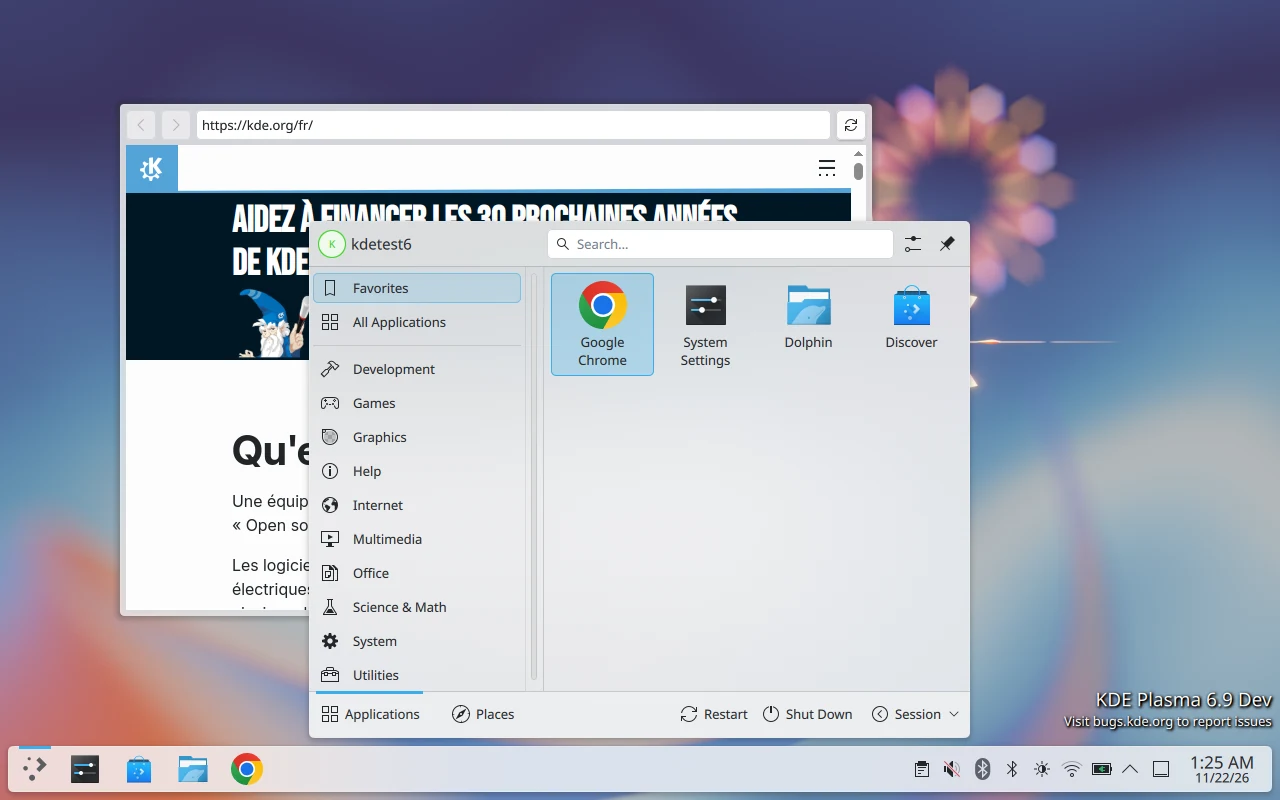 https://kde.org/fr/
AIDEZ À FINANCER LES 30 PROCHAINES ANNÉES
DE KDE
Qu'e
Une équip
« Open so
Les logicie
électriques
K
kdetest6
Search...
Favorites
All Applications
Development
Games
Graphics
Help
Internet
Multimedia
Office
Science & Math
System
Utilities
Google
Chrome
System
Settings
Dolphin
Discover
Applications
Places
Restart
Shut Down
Session
KDE Plasma 6.9 Dev
Visit bugs.kde.org to report issues
1:25 AM
11/22/26